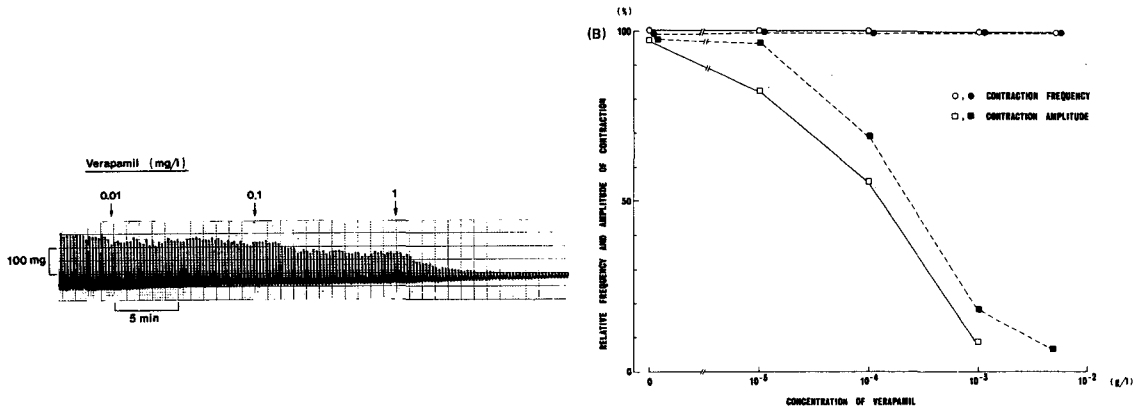 Verapamil (mg/l)
0.01 0.1 1
100 mg
5 min
(B)
(%)
100
50
0
RELATIVE FREQUENCY AND AMPLITUDE OF CONTRACTION
○, ● CONTRACTION FREQUENCY
□, ■ CONTRACTION AMPLITUDE
0 10⁻⁵ 10⁻⁴ 10⁻³ 10⁻² (g/l)
CONCENTRATION OF VERAPAMIL